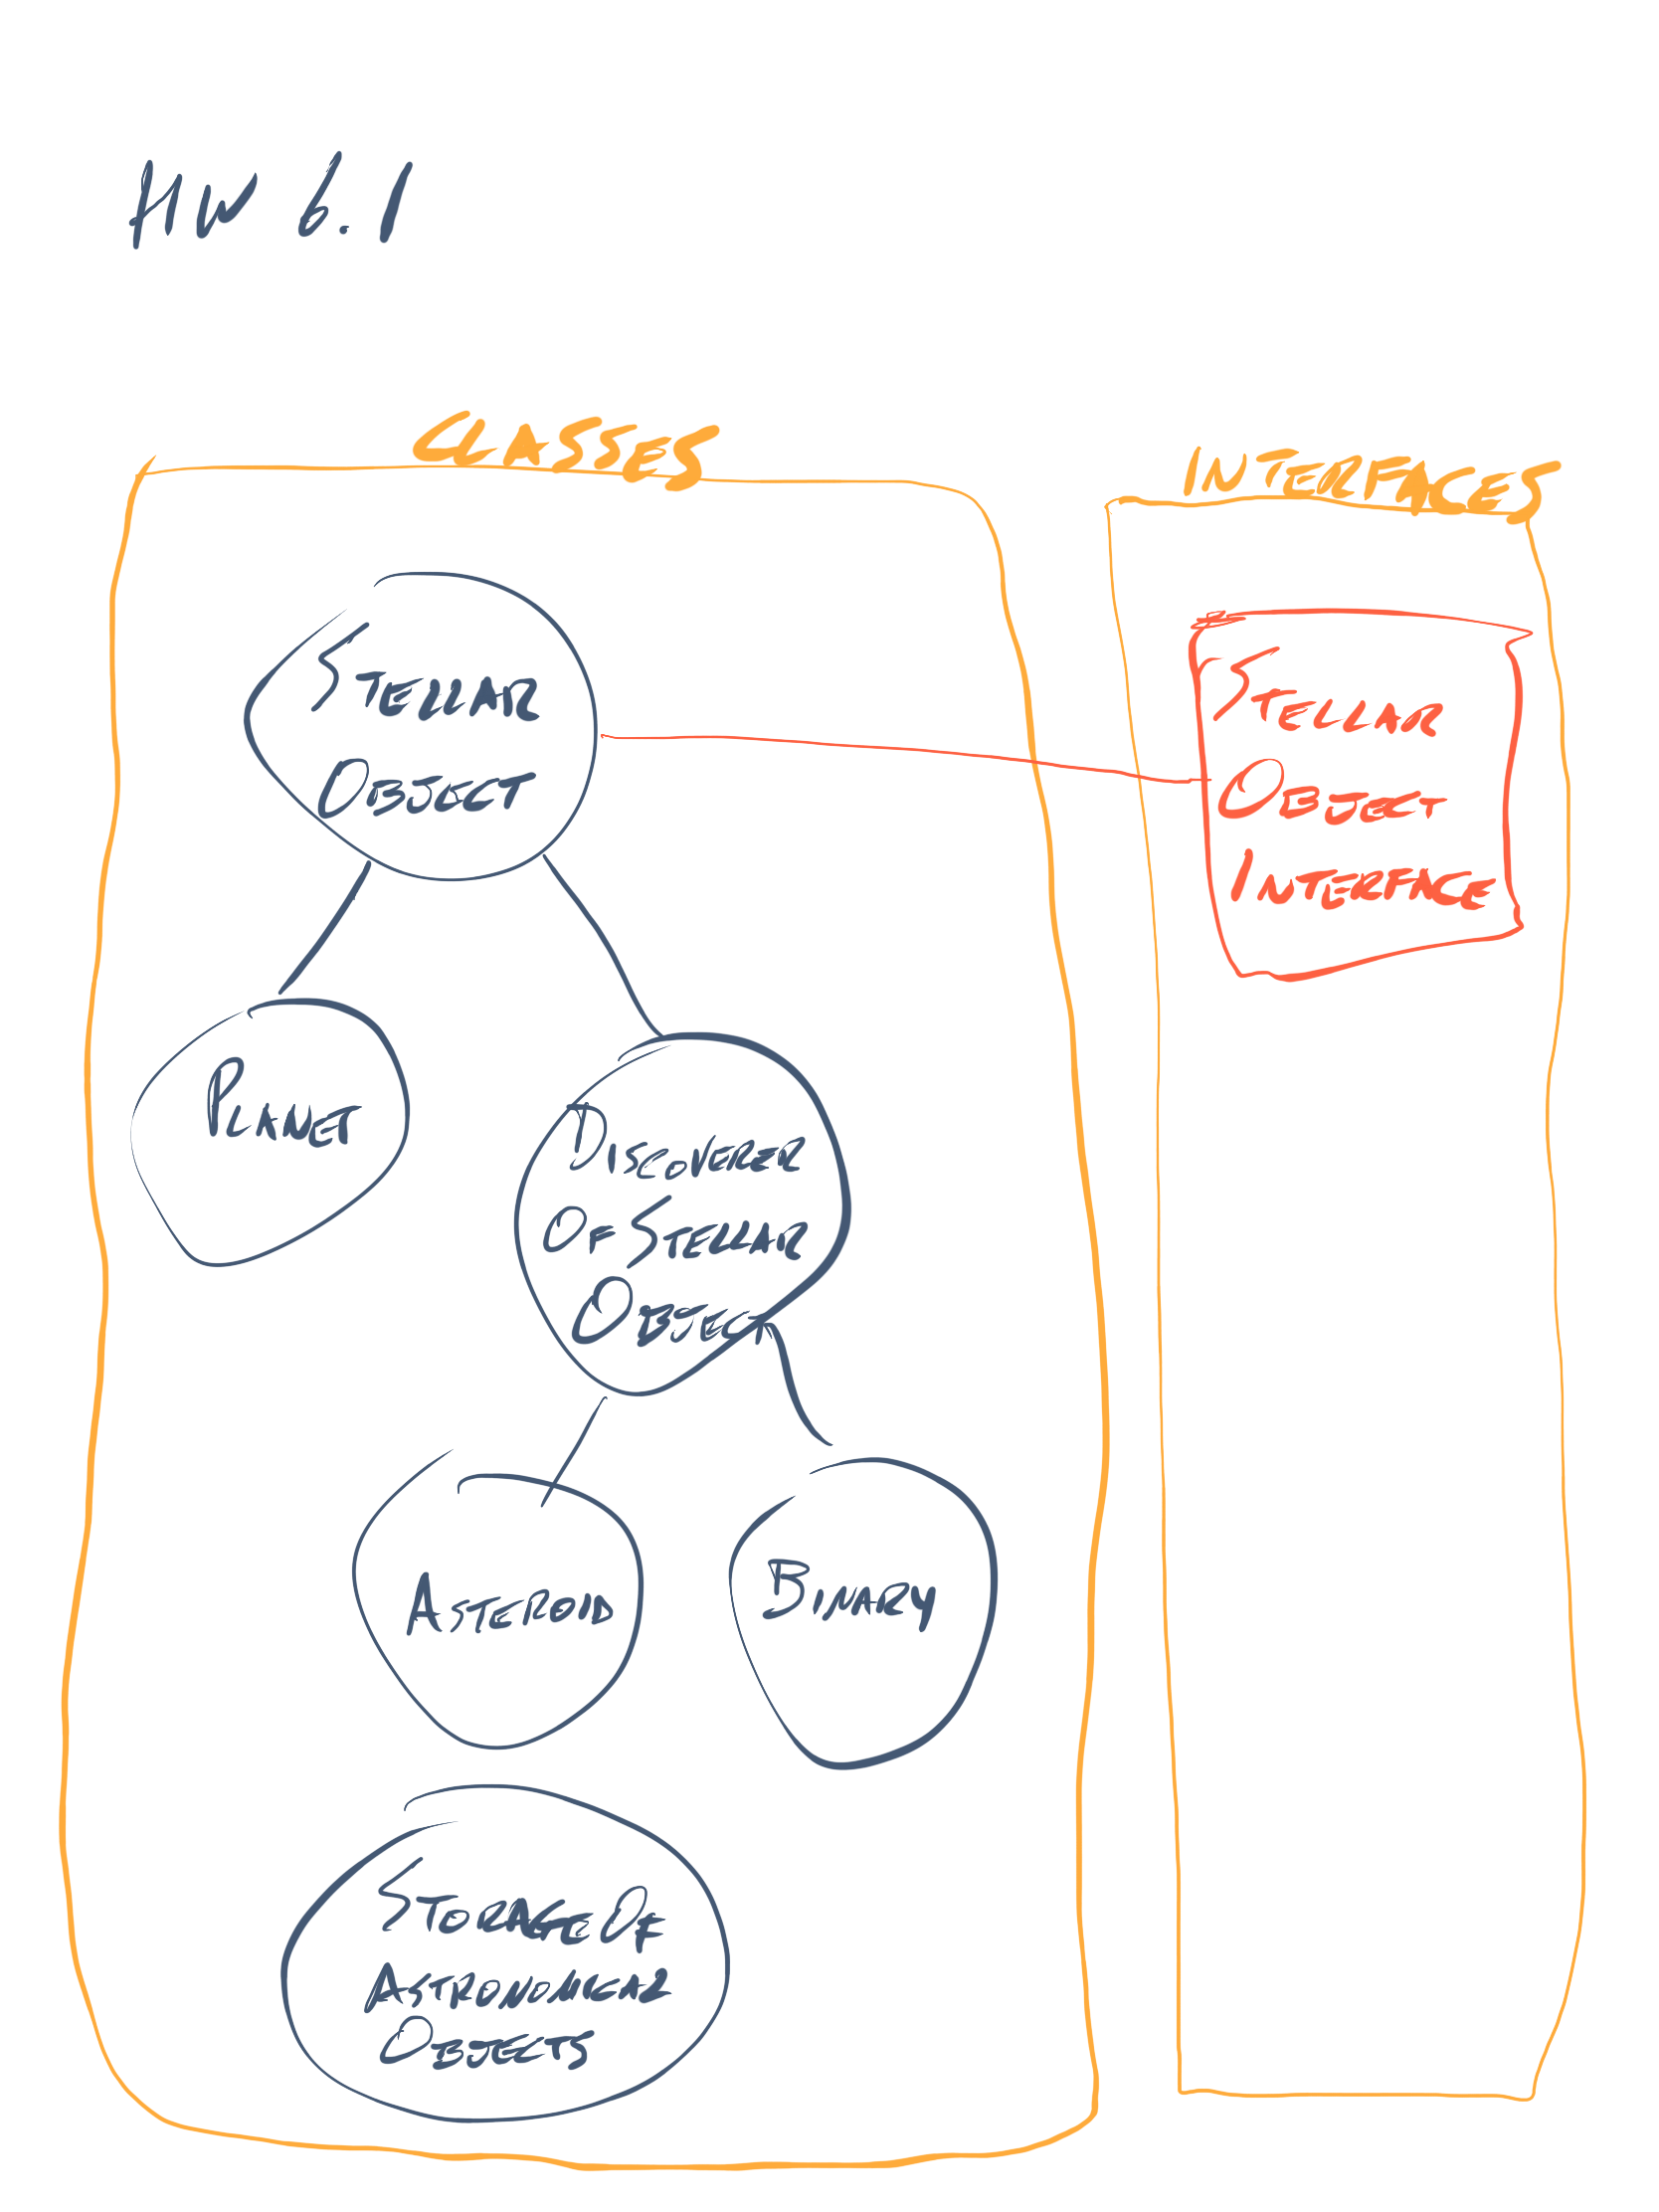 HW 6.1
CLASSES
INTERFACES
STELLAR
OBJECT
STELLAR
OBJECT
INTERFACE
PLANET
DISCOVERER
OF STELLAR
OBJECT
ASTEROID
BINARY
STORAGE OF
ASTRONOMICAL
OBJECTS